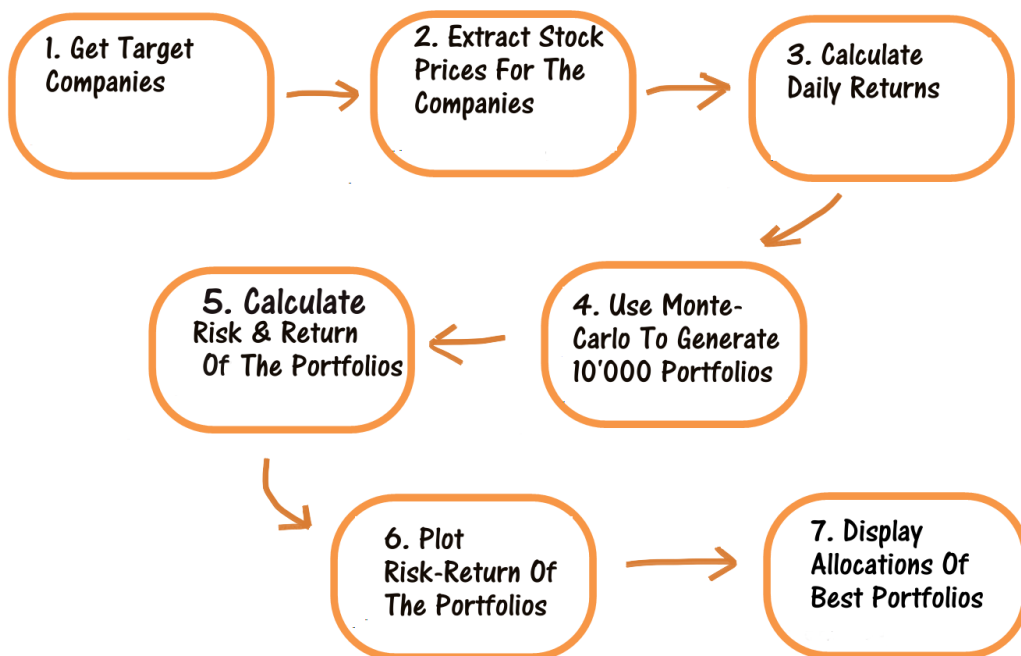 1. Get Target
Companies
2. Extract Stock
Prices For The
Companies
3. Calculate
Daily Returns
4. Use Monte-
Carlo To Generate
10'000 Portfolios
5. Calculate
Risk & Return
Of The Portfolios
6. Plot
Risk-Return Of
The Portfolios
7. Display
Allocations Of
Best Portfolios